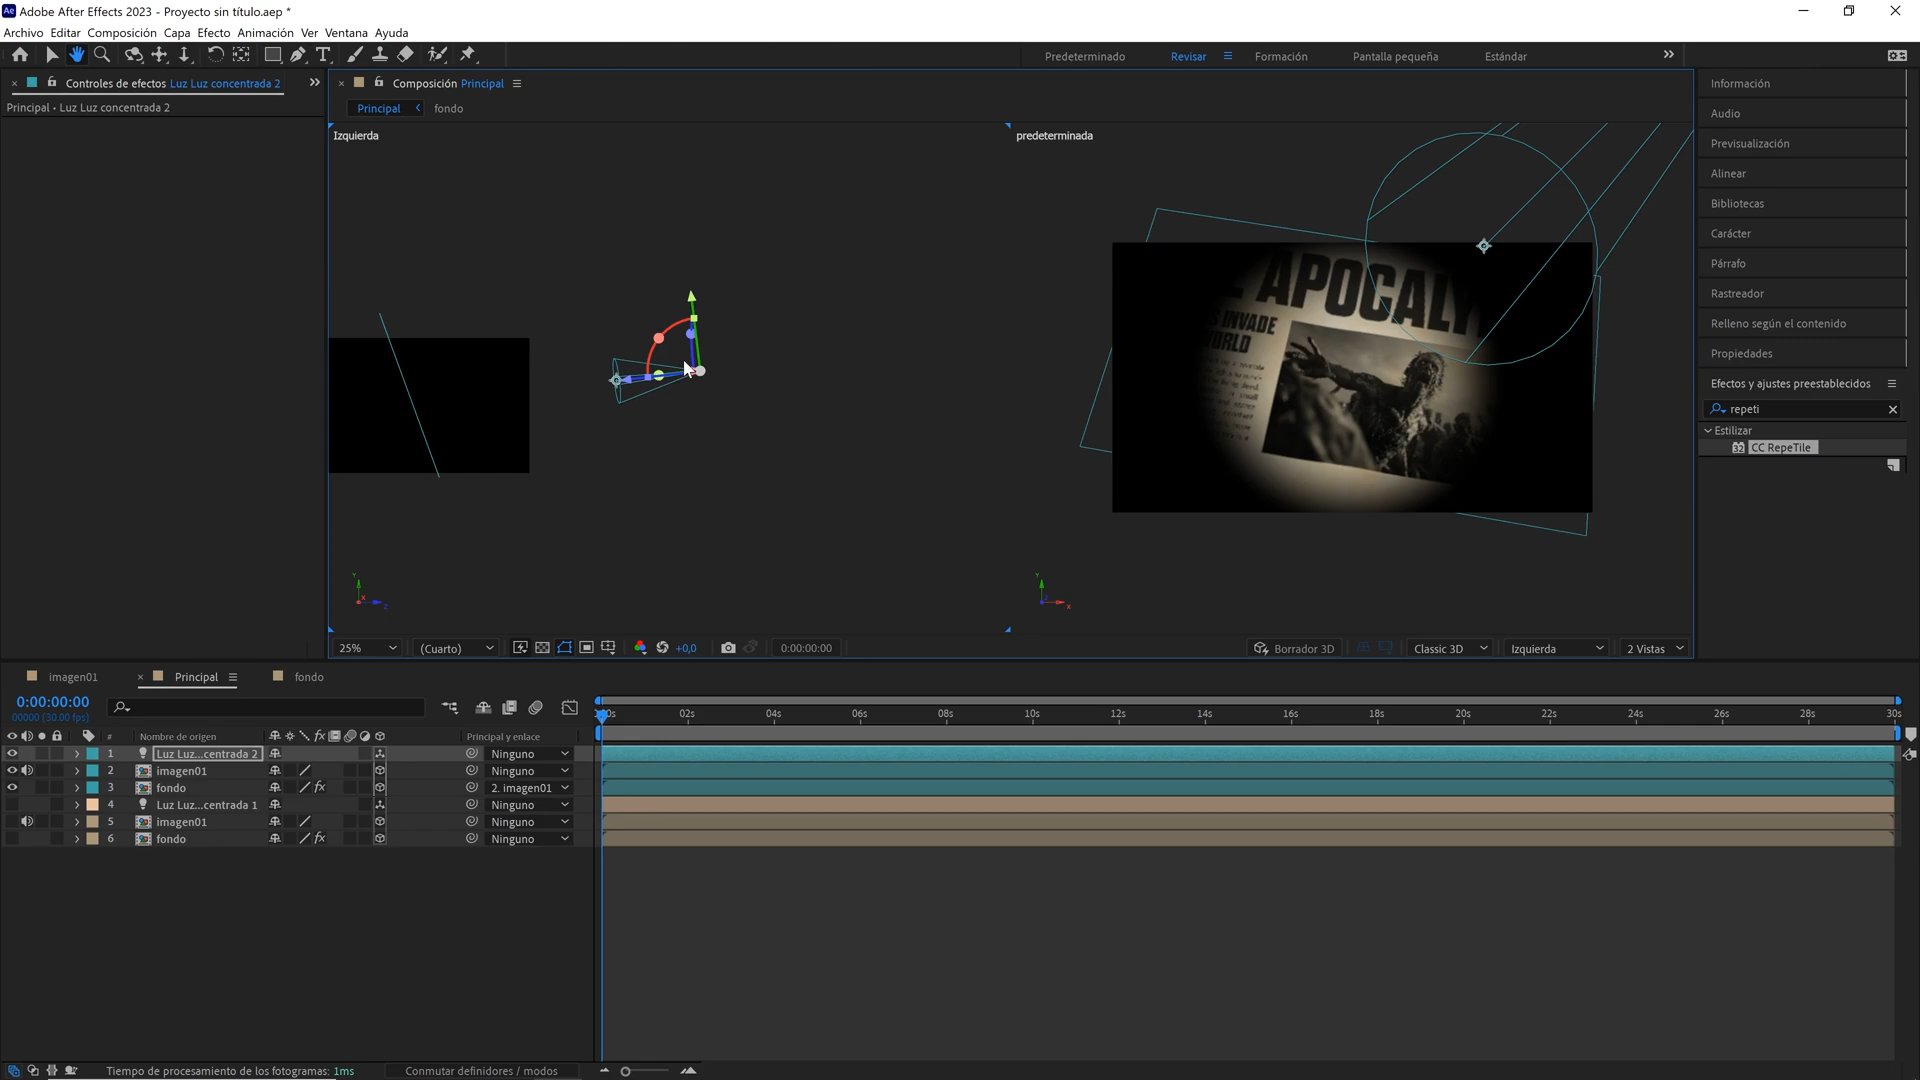 Adobe After Effects 2023 - Proyecto sin título.aep *
Archivo Editar Composición Capa Efecto Animación Ver Ventana Ayuda
Predeterminado Revisar Formación Pantalla pequeña Estándar
Controles de efectos Luz Luz concentrada 2
Principal • Luz Luz concentrada 2
Composición Principal
Principal fondo
Izquierda
predeterminada
APOCALY
S INVADE
WORLD
25% (Cuarto) +0,0 0:00:00:00 Borrador 3D Classic 3D Izquierda 2 Vistas
Información
Audio
Previsualización
Alinear
Bibliotecas
Carácter
Párrafo
Rastreador
Relleno según el contenido
Propiedades
Efectos y ajustes preestablecidos
repeti
Estilizar
CC RepeTile
imagen01 Principal fondo
0:00:00:00
00000 (30.00 fps)
02s 04s 06s 08s 10s 12s 14s 16s 18s 20s 22s 24s 26s 28s 30s
# Nombre de origen Principal y enlace
1 Luz Luz...centrada 2 Ninguno
2 imagen01 Ninguno
3 fondo 2. imagen01
4 Luz Luz...centrada 1 Ninguno
5 imagen01 Ninguno
6 fondo Ninguno
Tiempo de procesamiento de los fotogramas: 1ms Conmutar definidores / modos